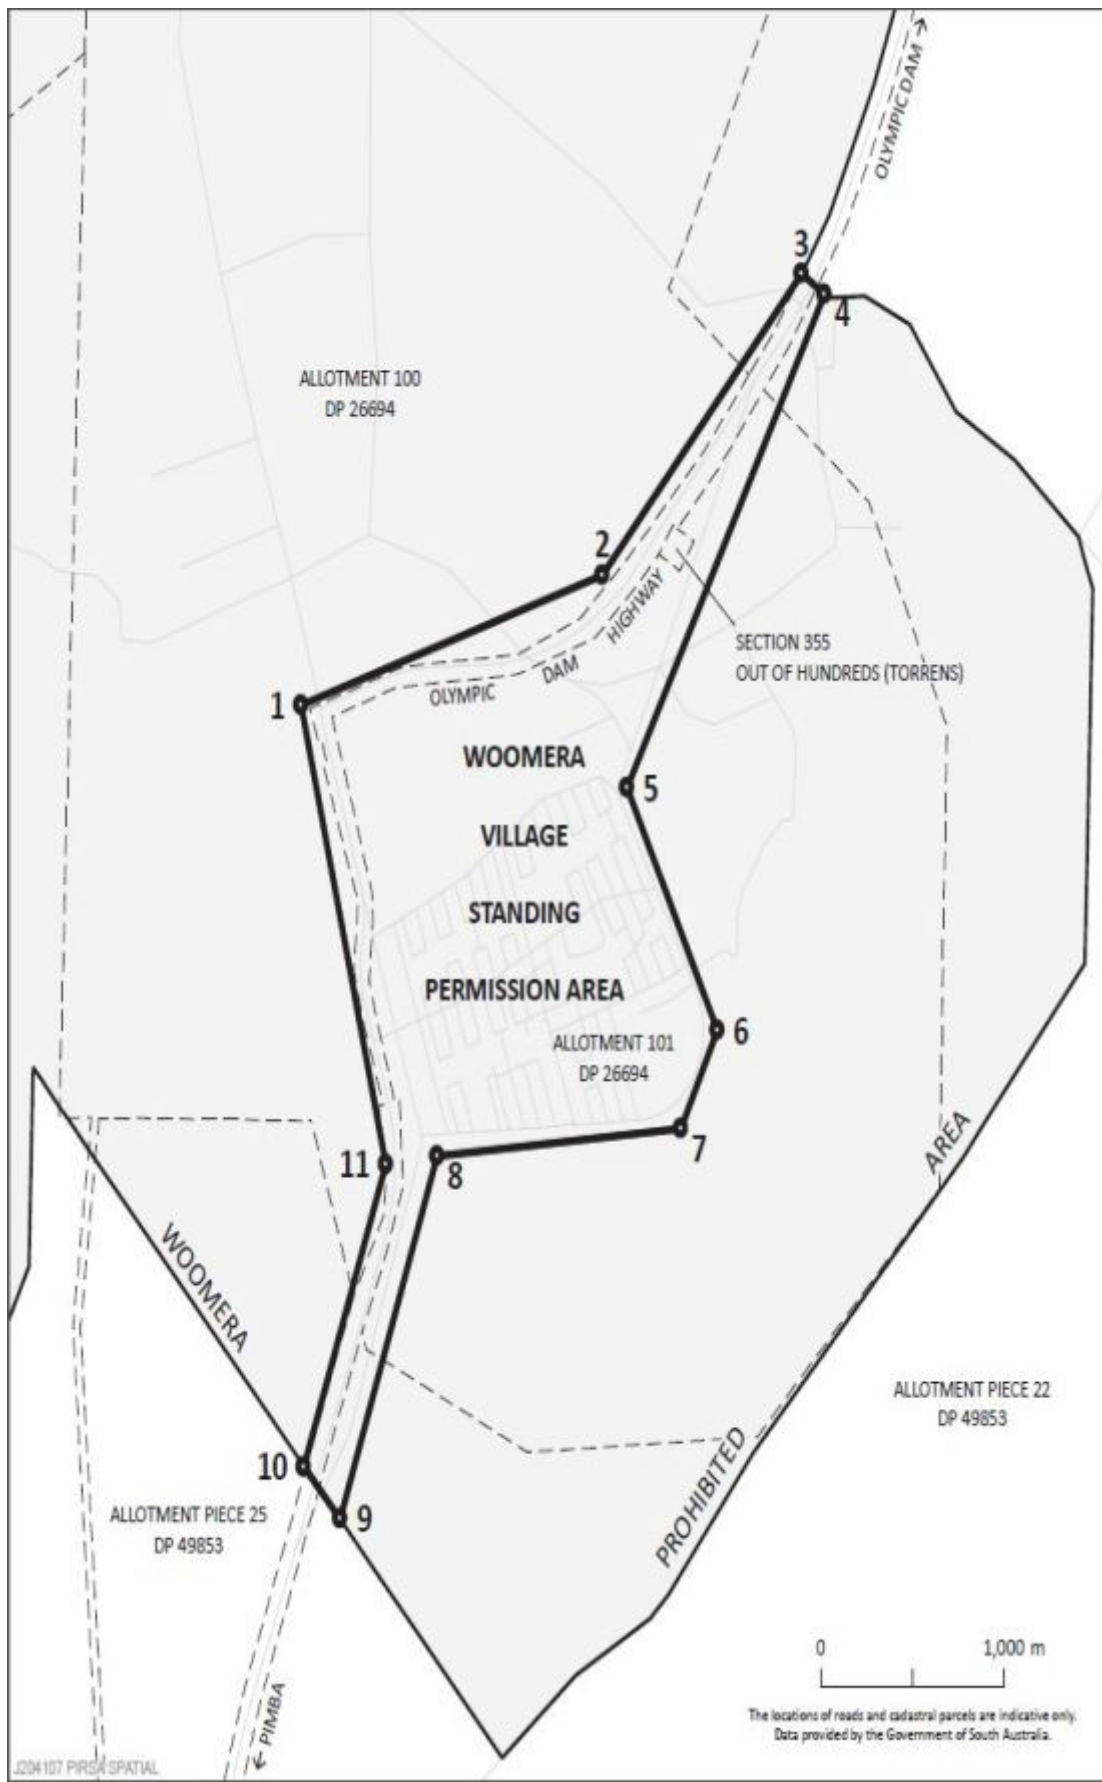 OLYMPIC DAM →
3
4
ALLOTMENT 100
DP 26694
2
HIGHWAY
SECTION 355
OUT OF HUNDREDS (TORRENS)
DAM
OLYMPIC
1
WOOMERA
5
VILLAGE
STANDING
PERMISSION AREA
6
ALLOTMENT 101
DP 26694
7
11
8
AREA
WOOMERA
ALLOTMENT PIECE 22
DP 49853
PROHIBITED
10
9
ALLOTMENT PIECE 25
DP 49853
0 1,000 m
← PIMBA
The locations of roads and cadastral parcels are indicative only.
Data provided by the Government of South Australia.
J204107 PIRSA SPATIAL